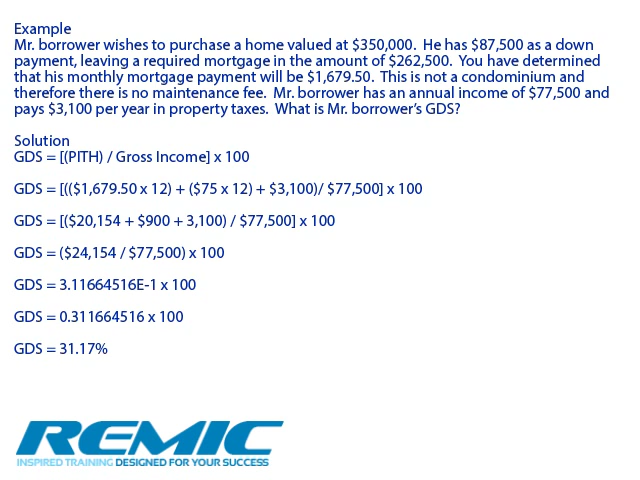 Example
Mr. borrower wishes to purchase a home valued at $350,000. He has $87,500 as a down
payment, leaving a required mortgage in the amount of $262,500. You have determined
that his monthly mortgage payment will be $1,679.50. This is not a condominium and
therefore there is no maintenance fee. Mr. borrower has an annual income of $77,500 and
pays $3,100 per year in property taxes. What is Mr. borrower's GDS?
Solution
GDS = [(PITH) / Gross Income] x 100
GDS = [(($1,679.50 x 12) + ($75 x 12) + $3,100)/ $77,500] x 100
GDS = [($20,154 + $900 + 3,100) / $77,500] x 100
GDS = ($24,154 / $77,500) x 100
GDS = 3.11664516E-1 x 100
GDS = 0.311664516 x 100
GDS = 31.17%
REMIC
INSPIRED TRAINING DESIGNED FOR YOUR SUCCESS